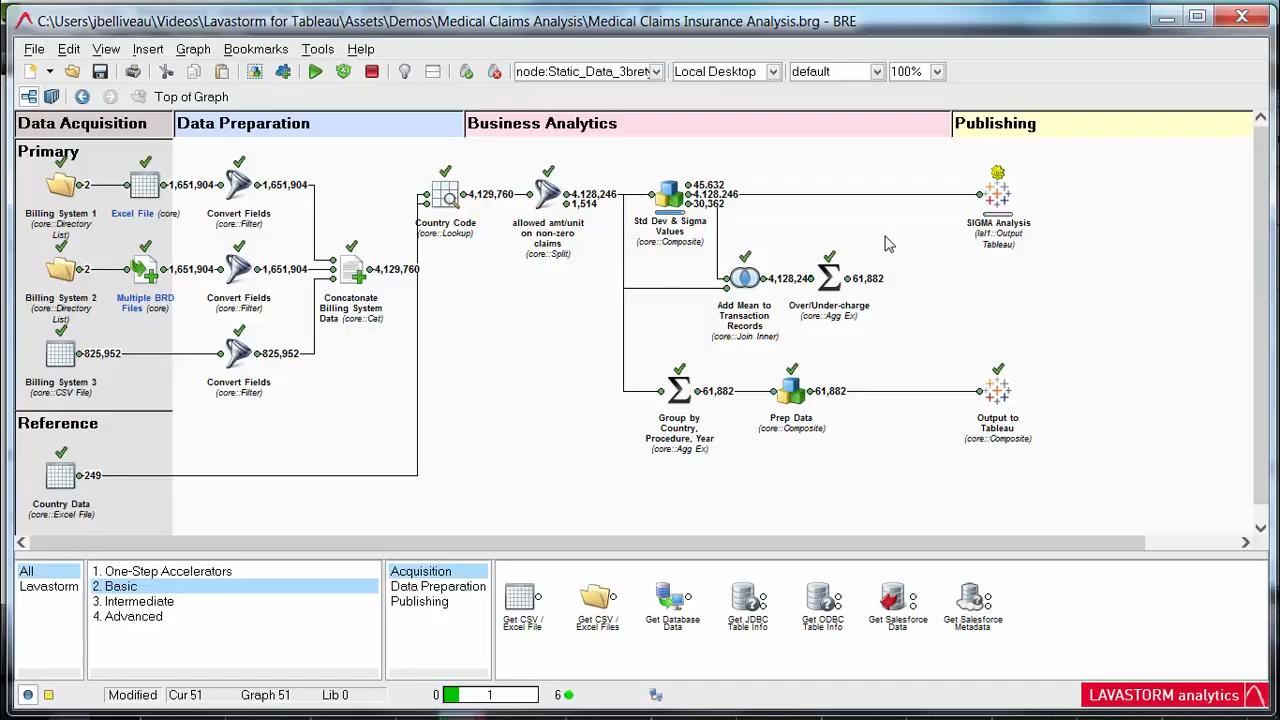 C:\Users\jbelliveau\Videos\Lavastorm for Tableau\Assets\Demos\Medical Claims Analysis\Medical Claims Insurance Analysis.brg - BRE
File Edit View Insert Graph Bookmarks Tools Help
node:Static_Data_3bret Local Desktop default 100%
Top of Graph
Data Acquisition Data Preparation Business Analytics Publishing
Primary
2 1,651,904 1,651,904
Billing System 1
(core::Directory
List)
Excel File (core)
Convert Fields
(core::Filter)
4,129,760
Country Code
(core::Lookup)
4,128,246
1,514
allowed amt/unit
on non-zero
claims
(core::Split)
45,632
4,128,246
30,362
Std Dev & Sigma
Values
(core::Composite)
SIGMA Analysis
(lal1::Output
Tableau)
2 1,651,904 1,651,904
Billing System 2
(core::Directory
List)
Multiple BRD
Files (core)
Convert Fields
(core::Filter)
4,129,760
Concatonate
Billing System
Data (core::Cat)
4,128,246
Add Mean to
Transaction
Records
(core::Join Inner)
61,882
Over/Under-charge
(core::Agg Ex)
825,952 825,952
Billing System 3
(core::CSV File)
Convert Fields
(core::Filter)
61,882
Group by
Country,
Procedure, Year
(core::Agg Ex)
61,882
Prep Data
(core::Composite)
Output to
Tableau
(core::Composite)
Reference
249
Country Data
(core::Excel File)
All
Lavastorm
1. One-Step Accelerators
2. Basic
3. Intermediate
4. Advanced
Acquisition
Data Preparation
Publishing
Get CSV /
Excel File
Get CSV /
Excel Files
Get Database
Data
Get JDBC
Table Info
Get ODBC
Table Info
Get Salesforce
Data
Get Salesforce
Metadata
Modified Cur 51 Graph 51 Lib 0 0 1 6
LAVASTORM analytics